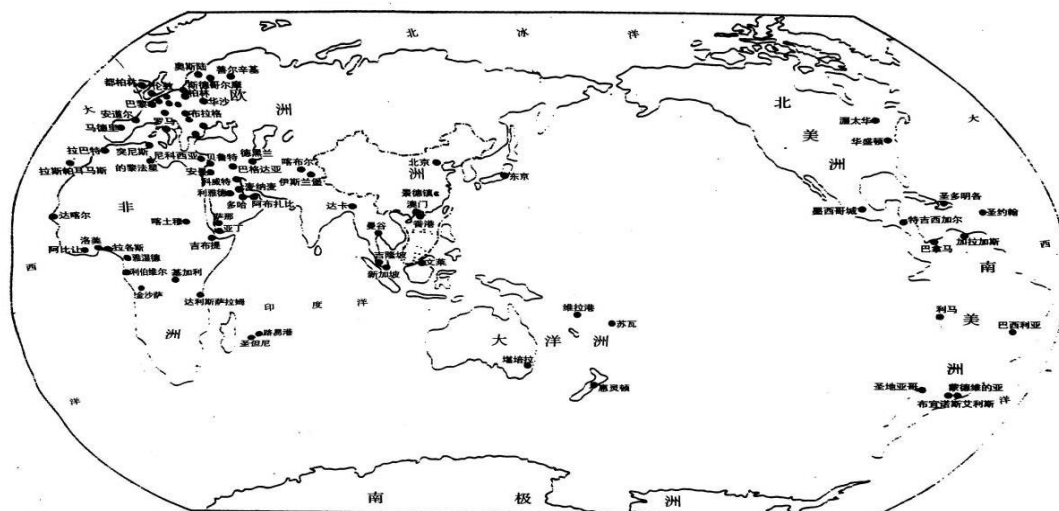 北 冰 洋
奥斯陆
赫尔辛基
都柏林
伦敦
斯德哥尔摩
柏林
欧
洲
华沙
大
巴黎
安道尔
布拉格
罗马
马德里
拉巴特
突尼斯
尼科西亚
贝鲁特
德黑兰
喀布尔
北京
洲
拉斯帕耳马斯
的黎法星
安曼
巴格达亚
伊斯兰堡
东京
科威特
麦纳麦
景德镇
利雅德
多哈
阿布扎比
达卡
澳门
香港
非
达喀尔
喀土雅
萨那
亚丁
曼谷
洛美
吉布提
阿比让
拉各斯
雅温德
吉隆坡
文莱
西
利伯维尔
基加利
新加坡
金沙萨
达利斯萨拉姆
印 度 洋
维拉港
苏瓦
洲
路易港
圣但尼
大 洋 洲
堪培拉
惠灵顿
洋
北
美
洲
渥太华
大
华盛顿
墨西哥城
圣多明各
圣约翰
特吉西加尔
巴拿马
加拉加斯
西
南
利马
美
巴西利亚
洲
圣地亚哥
蒙德维的亚
布宜诺斯艾利斯
洋
南 极 洲